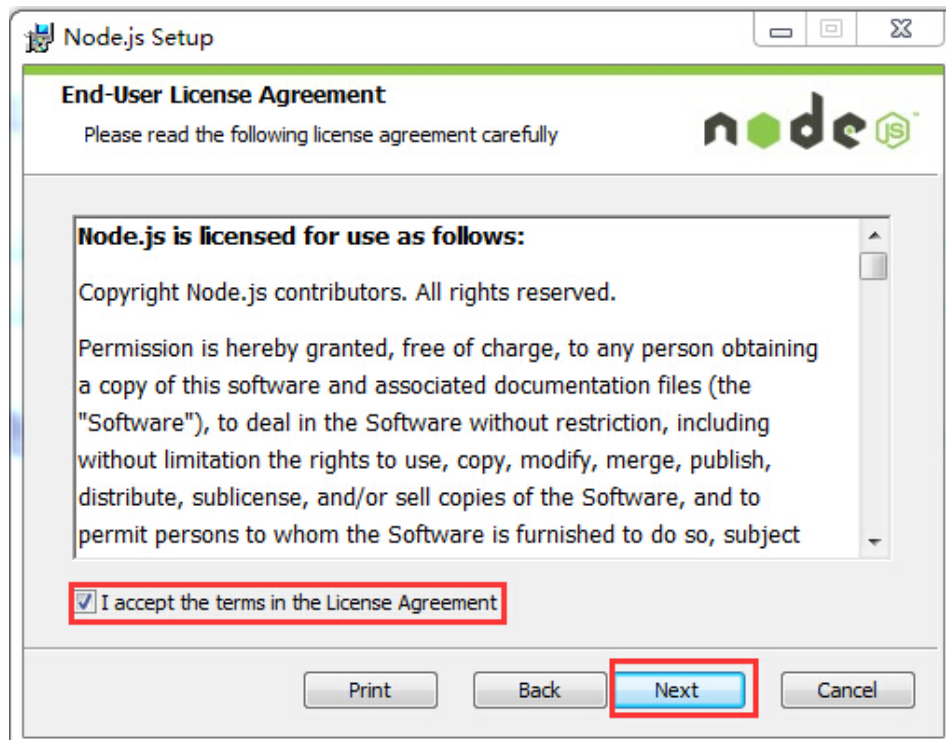 Node.js Setup
End-User License Agreement
Please read the following license agreement carefully
node JS™
Node.js is licensed for use as follows:
Copyright Node.js contributors. All rights reserved.
Permission is hereby granted, free of charge, to any person obtaining
a copy of this software and associated documentation files (the
"Software"), to deal in the Software without restriction, including
without limitation the rights to use, copy, modify, merge, publish,
distribute, sublicense, and/or sell copies of the Software, and to
permit persons to whom the Software is furnished to do so, subject
I accept the terms in the License Agreement
Print Back Next Cancel